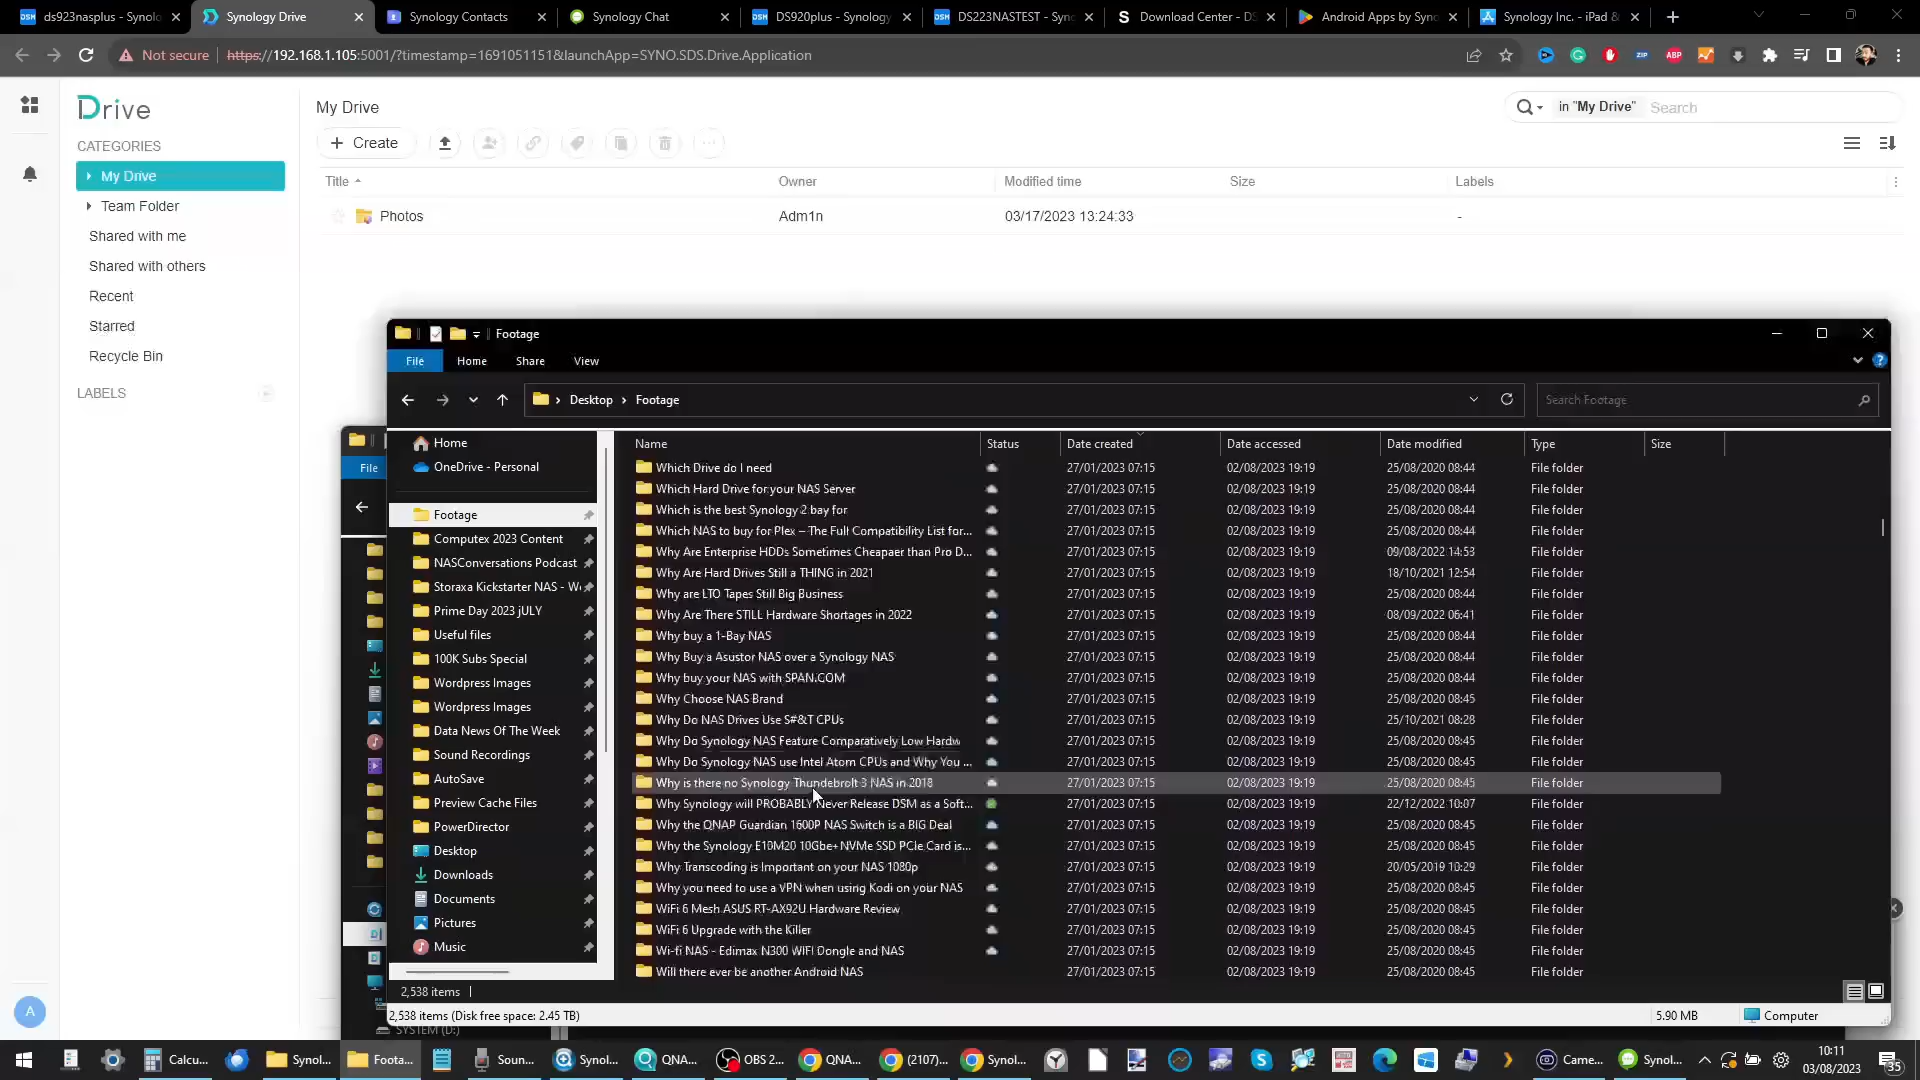 ds923nasplus - Synolo
Synology Drive
Synology Contacts
Synology Chat
DS920plus - Synology
DS223NASTEST - Sync
Download Center - DS
Android Apps by Syno
Synology Inc. - iPad &
Not secure
https://192.168.1.105:5001/?timestamp=1691051151&launchApp=SYNO.SDS.Drive.Application
Drive
My Drive
in "My Drive"
Search
CATEGORIES
Create
My Drive
Title
Owner
Modified time
Size
Labels
Team Folder
Photos
Adm1n
03/17/2023 13:24:33
-
Shared with me
Shared with others
Recent
Starred
Recycle Bin
LABELS
Footage
File
Home
Share
View
Desktop
Footage
Search Footage
File
Home
OneDrive - Personal
Footage
Computex 2023 Content
NASConversations Podcast
Storaxa Kickstarter NAS - W
Prime Day 2023 jULY
Useful files
100K Subs Special
Wordpress Images
Wordpress Images
Data News Of The Week
Sound Recordings
AutoSave
Preview Cache Files
PowerDirector
Desktop
Downloads
Documents
Pictures
Music
Name Status Date created Date accessed Date modified Type Size
Which Drive do I need 27/01/2023 07:15 02/08/2023 19:19 25/08/2020 08:44 File folder
Which Hard Drive for your NAS Server 27/01/2023 07:15 02/08/2023 19:19 25/08/2020 08:44 File folder
Which is the best Synology 2 bay for 27/01/2023 07:15 02/08/2023 19:19 25/08/2020 08:44 File folder
Which NAS to buy for Plex – The Full Compatibility List for... 27/01/2023 07:15 02/08/2023 19:19 25/08/2020 08:44 File folder
Why Are Enterprise HDDs Sometimes Cheapaer than Pro D... 27/01/2023 07:15 02/08/2023 19:19 09/08/2022 14:53 File folder
Why Are Hard Drives Still a THING in 2021 27/01/2023 07:15 02/08/2023 19:19 18/10/2021 12:54 File folder
Why are LTO Tapes Still Big Business 27/01/2023 07:15 02/08/2023 19:19 25/08/2020 08:44 File folder
Why Are There STILL Hardware Shortages in 2022 27/01/2023 07:15 02/08/2023 19:19 08/09/2022 06:41 File folder
Why buy a 1-Bay NAS 27/01/2023 07:15 02/08/2023 19:19 25/08/2020 08:44 File folder
Why Buy a Asustor NAS over a Synology NAS 27/01/2023 07:15 02/08/2023 19:19 25/08/2020 08:44 File folder
Why buy your NAS with SPAN.COM 27/01/2023 07:15 02/08/2023 19:19 25/08/2020 08:44 File folder
Why Choose NAS Brand 27/01/2023 07:15 02/08/2023 19:19 25/08/2020 08:45 File folder
Why Do NAS Drives Use S#&T CPUs 27/01/2023 07:15 02/08/2023 19:19 25/10/2021 08:28 File folder
Why Do Synology NAS Feature Comparatively Low Hardw 27/01/2023 07:15 02/08/2023 19:19 25/08/2020 08:45 File folder
Why Do Synology NAS use Intel Atom CPUs and Why You ... 27/01/2023 07:15 02/08/2023 19:19 25/08/2020 08:45 File folder
Why is there no Synology Thundebrolt 3 NAS in 2018 27/01/2023 07:15 02/08/2023 19:19 25/08/2020 08:45 File folder
Why Synology will PROBABLY Never Release DSM as a Soft... 27/01/2023 07:15 02/08/2023 19:19 22/12/2022 10:07 File folder
Why the QNAP Guardian 1600P NAS Switch is a BIG Deal 27/01/2023 07:15 02/08/2023 19:19 25/08/2020 08:45 File folder
Why the Synology E10M20 10Gbe+NVMe SSD PCIe Card is... 27/01/2023 07:15 02/08/2023 19:19 25/08/2020 08:45 File folder
Why Transcoding is Important on your NAS 1080p 27/01/2023 07:15 02/08/2023 19:19 20/05/2019 10:29 File folder
Why you need to use a VPN when using Kodi on your NAS 27/01/2023 07:15 02/08/2023 19:19 25/08/2020 08:45 File folder
WiFi 6 Mesh ASUS RT-AX92U Hardware Review 27/01/2023 07:15 02/08/2023 19:19 25/08/2020 08:45 File folder
WiFi 6 Upgrade with the Killer 27/01/2023 07:15 02/08/2023 19:19 25/08/2020 08:45 File folder
Wi-fi NAS - Edimax N300 WIFI Dongle and NAS 27/01/2023 07:15 02/08/2023 19:19 25/08/2020 08:45 File folder
Will there ever be another Android NAS 27/01/2023 07:15 02/08/2023 19:19 25/08/2020 08:45 File folder
2,538 items
2,538 items (Disk free space: 2.45 TB)
5.90 MB
Computer
SYSTEM (D:)
A
Calcu...
Synol...
Foota...
Soun...
Synol...
QNA...
OBS 2...
QNA...
(2107)...
Synol...
Came...
Synol...
10:11
03/08/2023
35